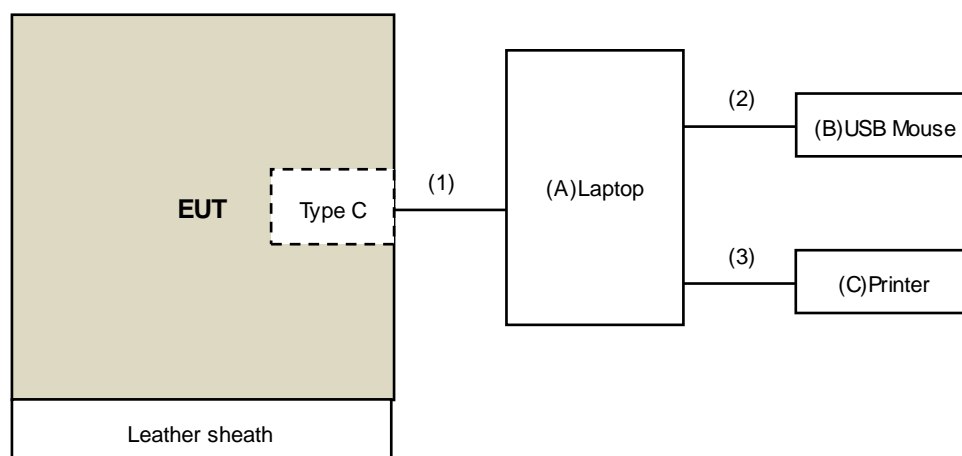 EUT
Type C
(1)
(A)Laptop
(2)
(B)USB Mouse
(3)
(C)Printer
Leather sheath